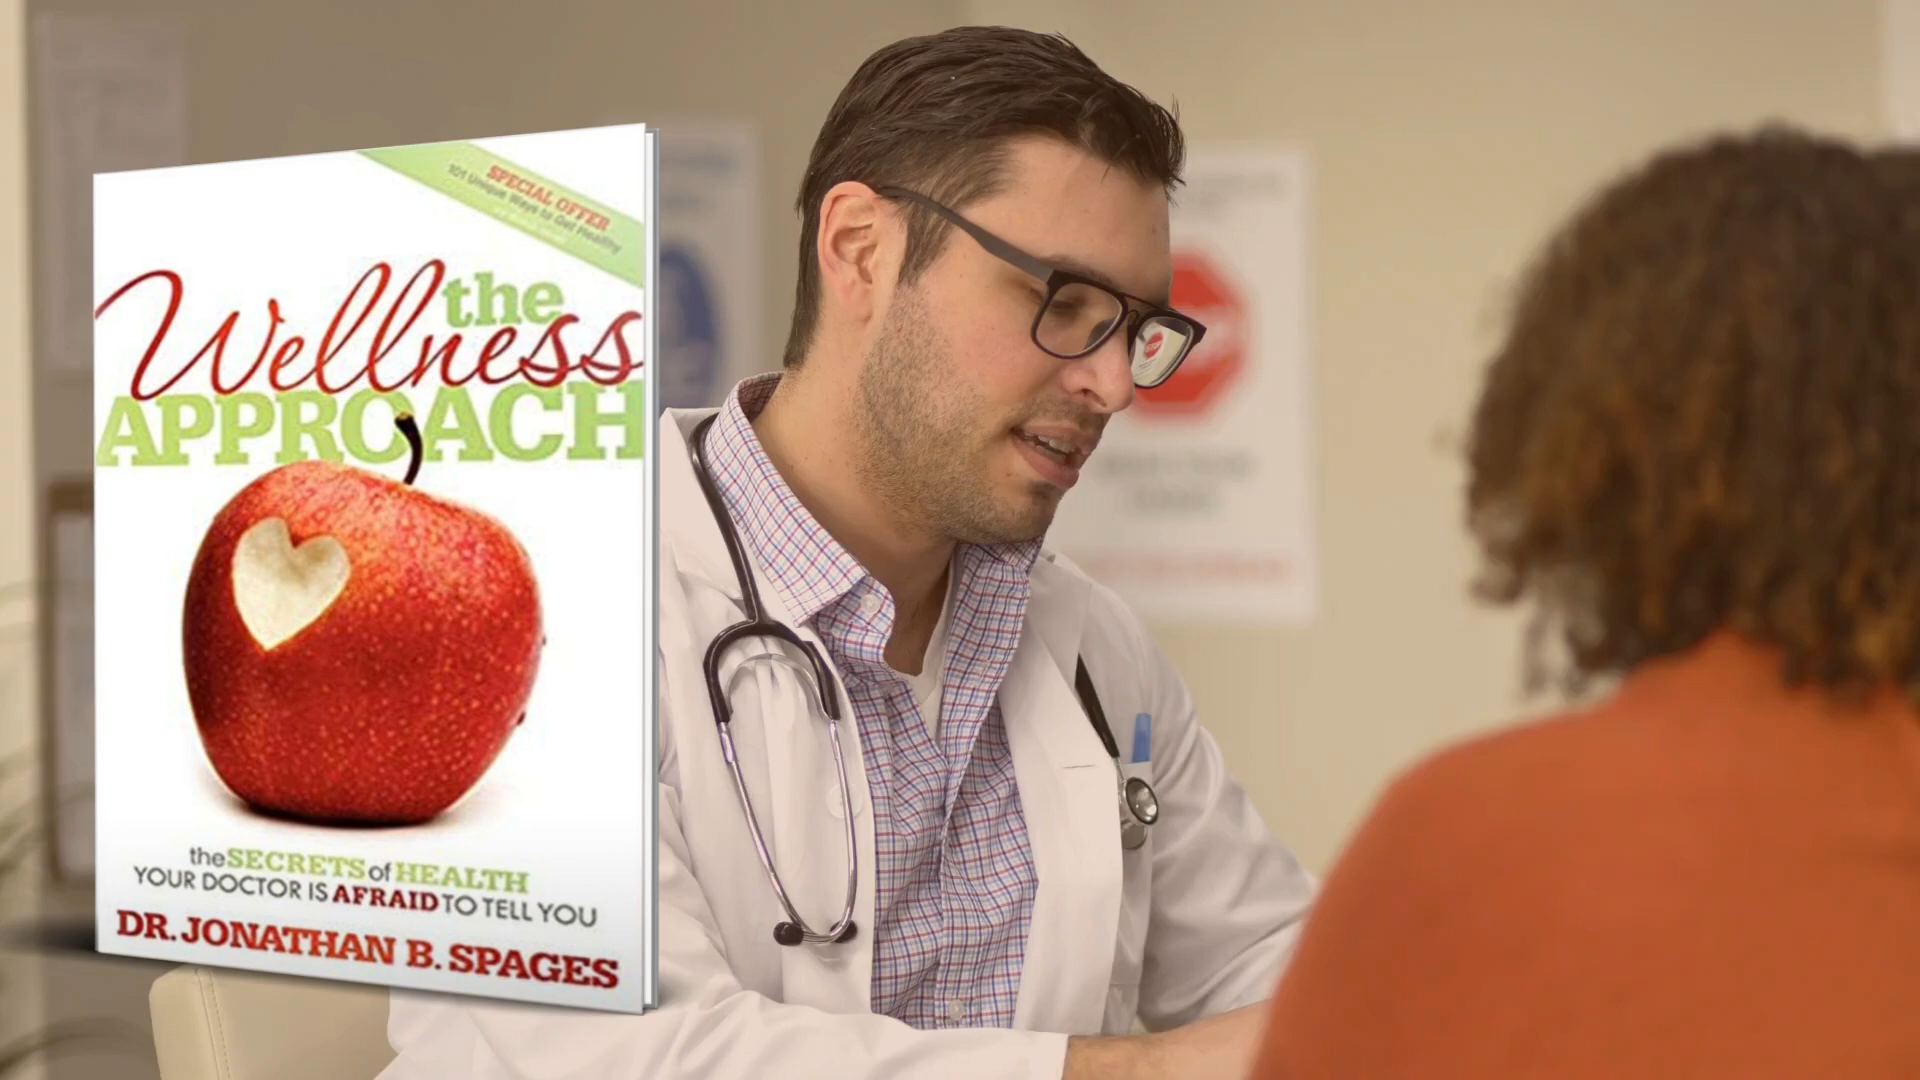 SPECIAL OFFER
101 Unique Ways to Get Healthy
the
Wellness
APPROACH
the SECRETS of HEALTH
YOUR DOCTOR IS AFRAID TO TELL YOU
DR. JONATHAN B. SPAGES
STOP